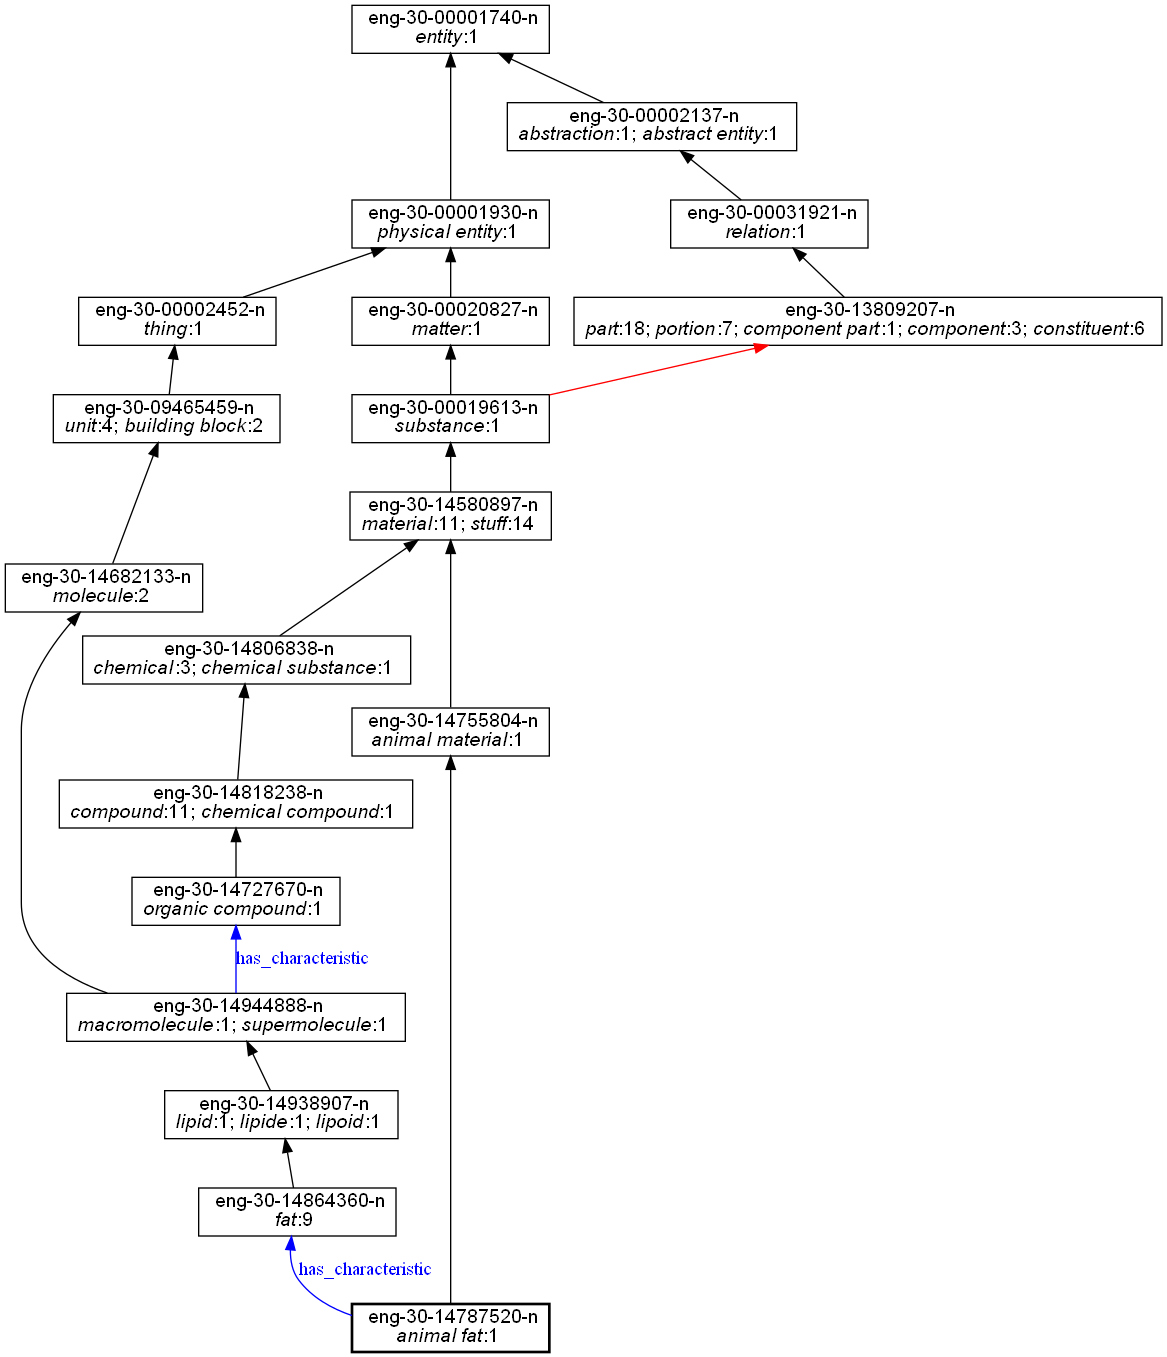 eng-30-00001740-n
entity:1
eng-30-00002137-n
abstraction:1; abstract entity:1
eng-30-00001930-n
physical entity:1
eng-30-00031921-n
relation:1
eng-30-00002452-n
thing:1
eng-30-00020827-n
matter:1
eng-30-13809207-n
part:18; portion:7; component part:1; component:3; constituent:6
eng-30-09465459-n
unit:4; building block:2
eng-30-00019613-n
substance:1
eng-30-14580897-n
material:11; stuff:14
eng-30-14682133-n
molecule:2
eng-30-14806838-n
chemical:3; chemical substance:1
eng-30-14755804-n
animal material:1
eng-30-14818238-n
compound:11; chemical compound:1
eng-30-14727670-n
organic compound:1
has_characteristic
eng-30-14944888-n
macromolecule:1; supermolecule:1
eng-30-14938907-n
lipid:1; lipide:1; lipoid:1
eng-30-14864360-n
fat:9
has_characteristic
eng-30-14787520-n
animal fat:1